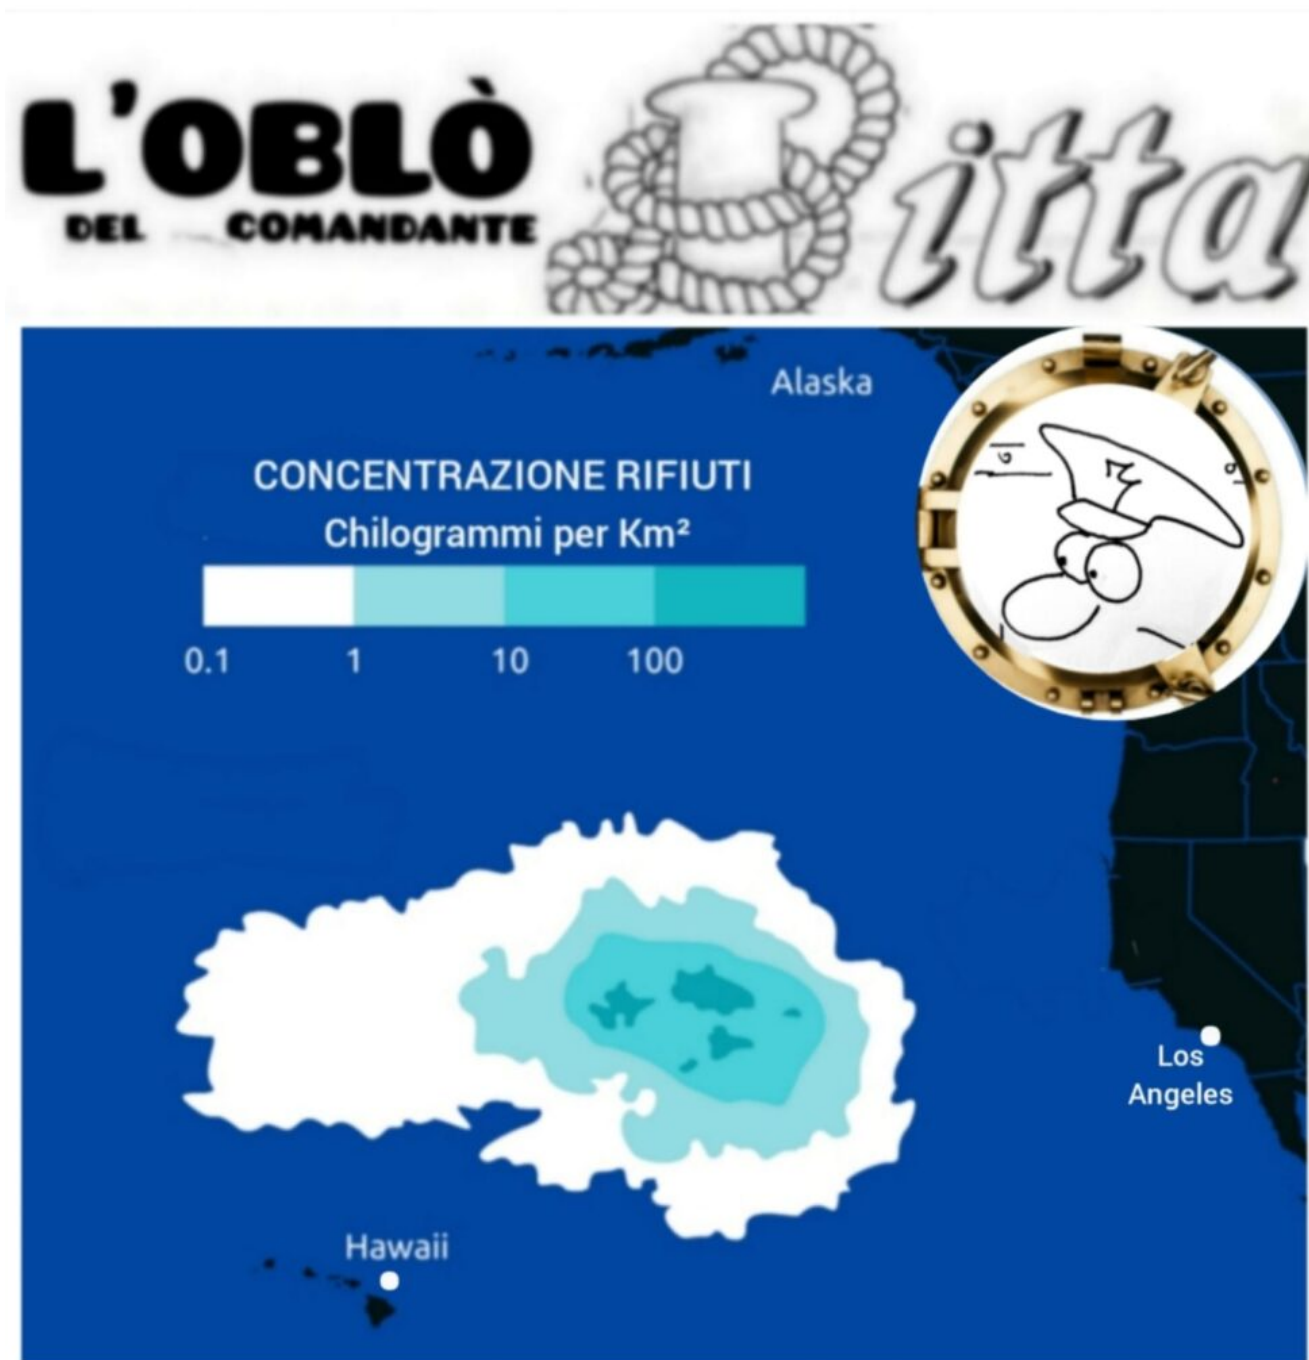 L'OBLÒ
DEL COMANDANTE
Bitta
Alaska
CONCENTRAZIONE RIFIUTI
Chilogrammi per Km²
0.1 1 10 100
Los
Angeles
Hawaii